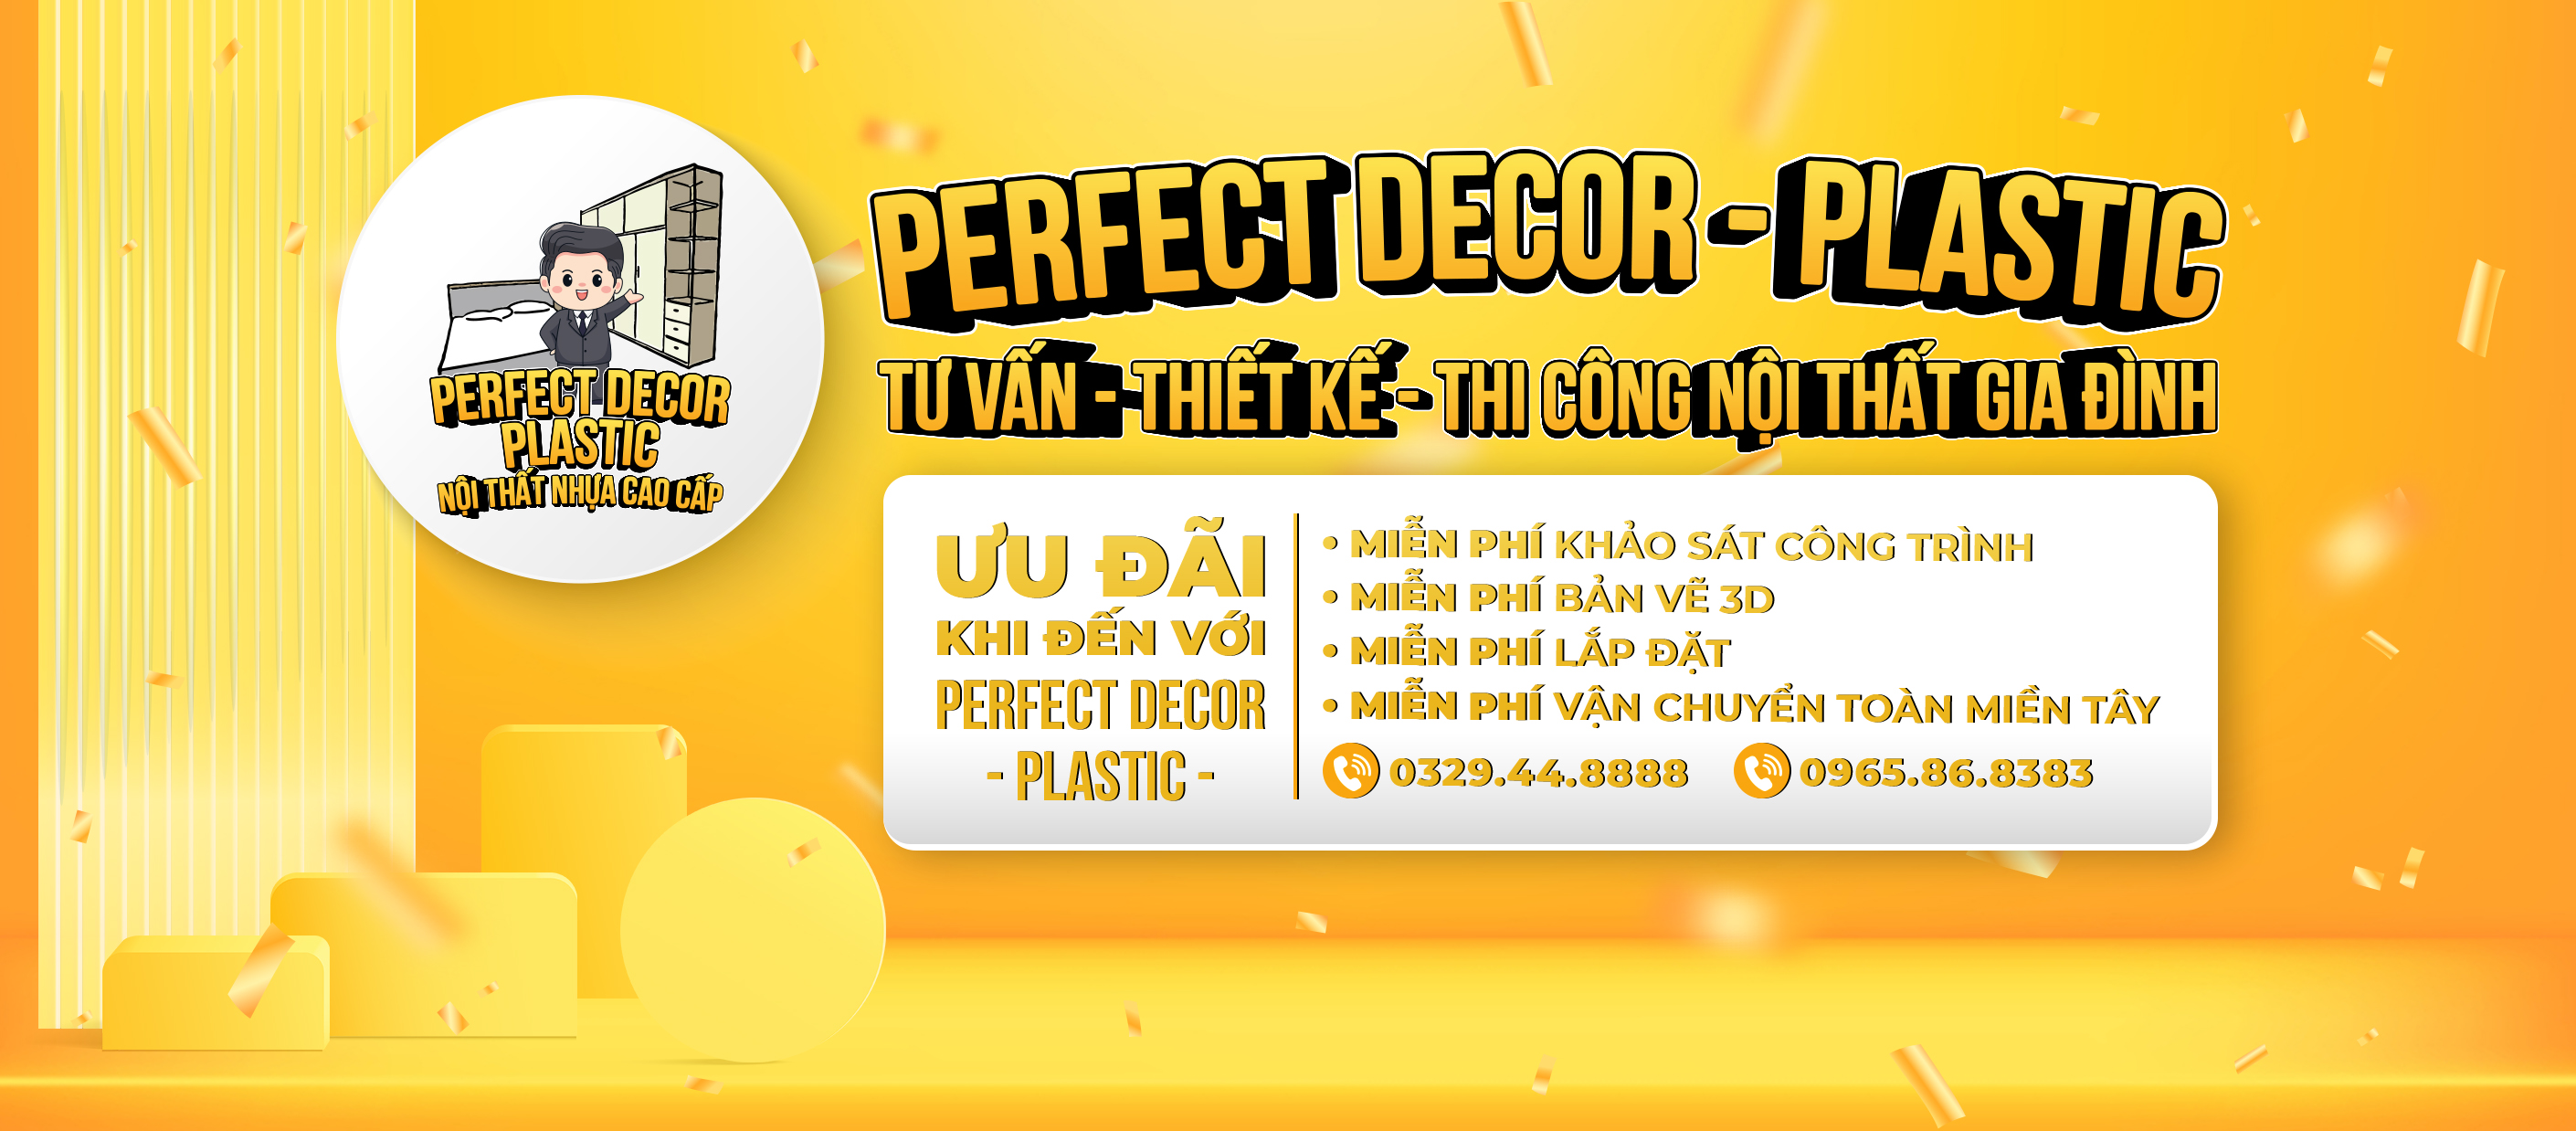 PERFECT DECOR
PLASTIC
NỘI THẤT NHỰA CAO CẤP
PERFECT DECOR - PLASTIC
TƯ VẤN - THIẾT KẾ - THI CÔNG NỘI THẤT GIA ĐÌNH
ƯU ĐÃI
KHI ĐẾN VỚI
PERFECT DECOR
- PLASTIC -
• MIỄN PHÍ KHẢO SÁT CÔNG TRÌNH
• MIỄN PHÍ BẢN VẼ 3D
• MIỄN PHÍ LẮP ĐẶT
• MIỄN PHÍ VẬN CHUYỂN TOÀN MIỀN TÂY
0329.44.8888 0965.86.8383